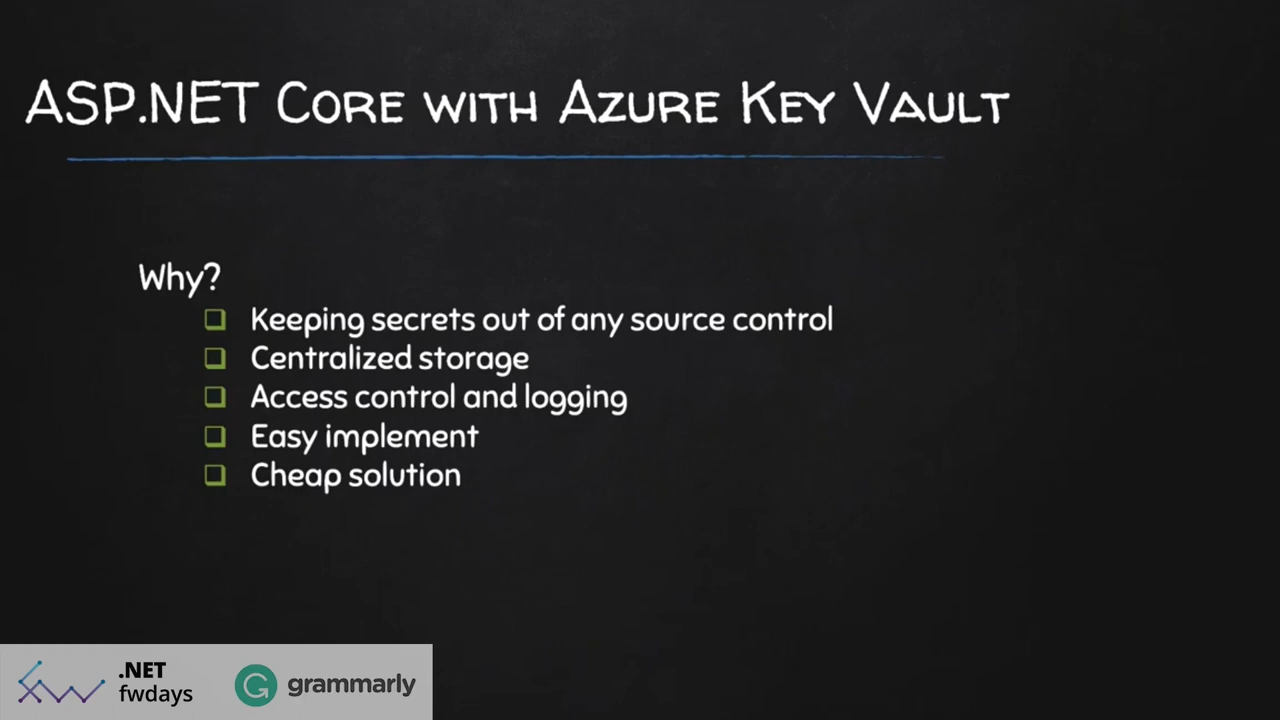 ASP.NET Core with Azure Key Vault
Why?
Keeping secrets out of any source control
Centralized storage
Access control and logging
Easy implement
Cheap solution
.NET
fwdays
grammarly